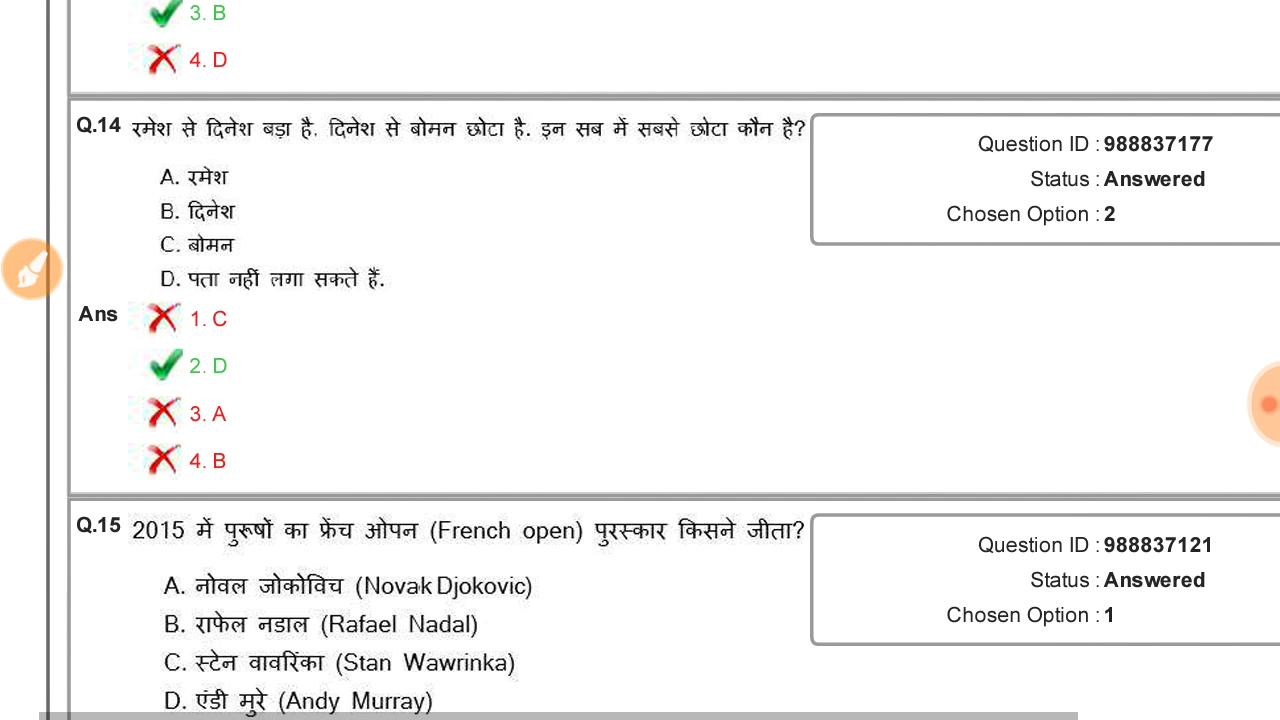 3. B
4. D
Q.14 रमेश से दिनेश बड़ा है. दिनेश से बोमन छोटा है. इन सब में सबसे छोटा कौन है?
A. रमेश
B. दिनेश
C. बोमन
D. पता नहीं लगा सकते हैं.
Question ID : 988837177
Status : Answered
Chosen Option : 2
Ans 1. C
2. D
3. A
4. B
Q.15 2015 में पुरूषों का फ्रेंच ओपन (French open) पुरस्कार किसने जीता?
A. नोवल जोकोविच (Novak Djokovic)
B. राफेल नडाल (Rafael Nadal)
C. स्टेन वावरिंका (Stan Wawrinka)
D. एंडी मुरे (Andy Murray)
Question ID : 988837121
Status : Answered
Chosen Option : 1